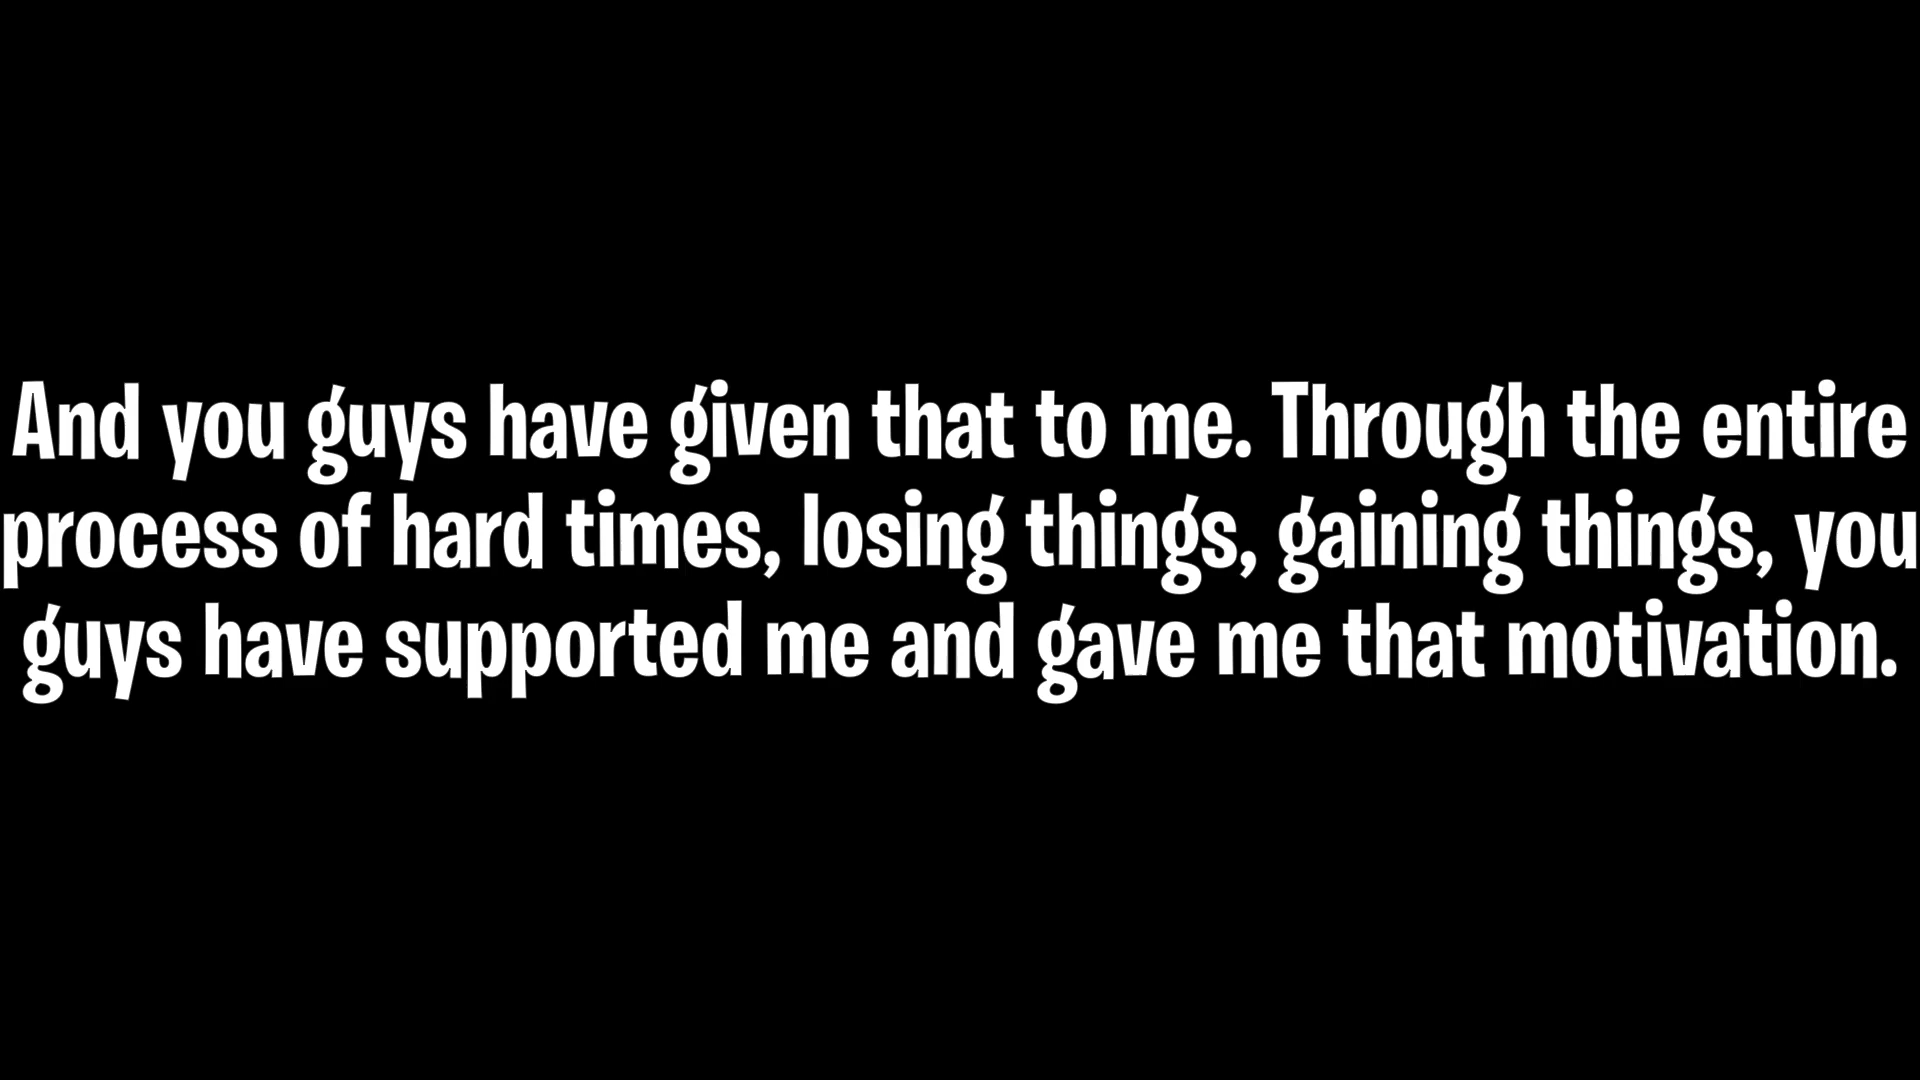 And you guys have given that to me. Through the entire
process of hard times, losing things, gaining things, you
guys have supported me and gave me that motivation.